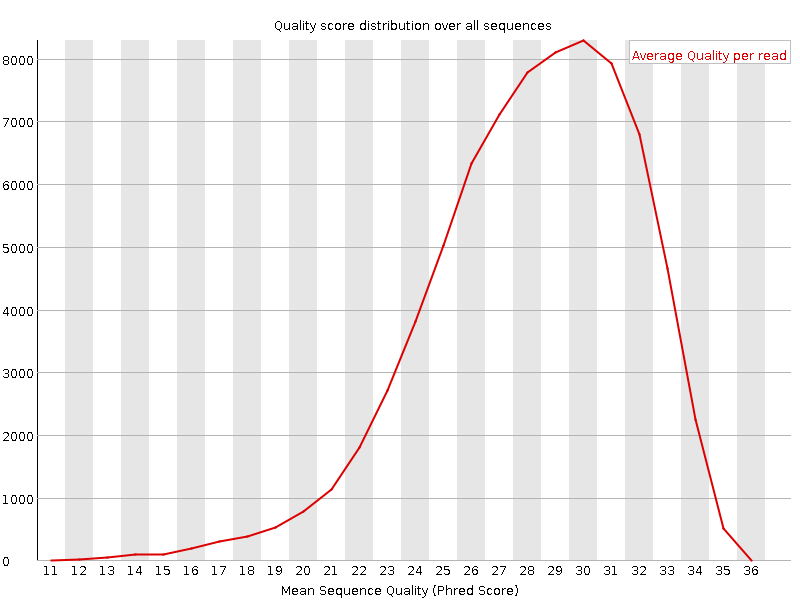 Quality score distribution over all sequences
Average Quality per read
8000
7000
6000
5000
4000
3000
2000
1000
0
11 12 13 14 15 16 17 18 19 20 21 22 23 24 25 26 27 28 29 30 31 32 33 34 35 36
Mean Sequence Quality (Phred Score)